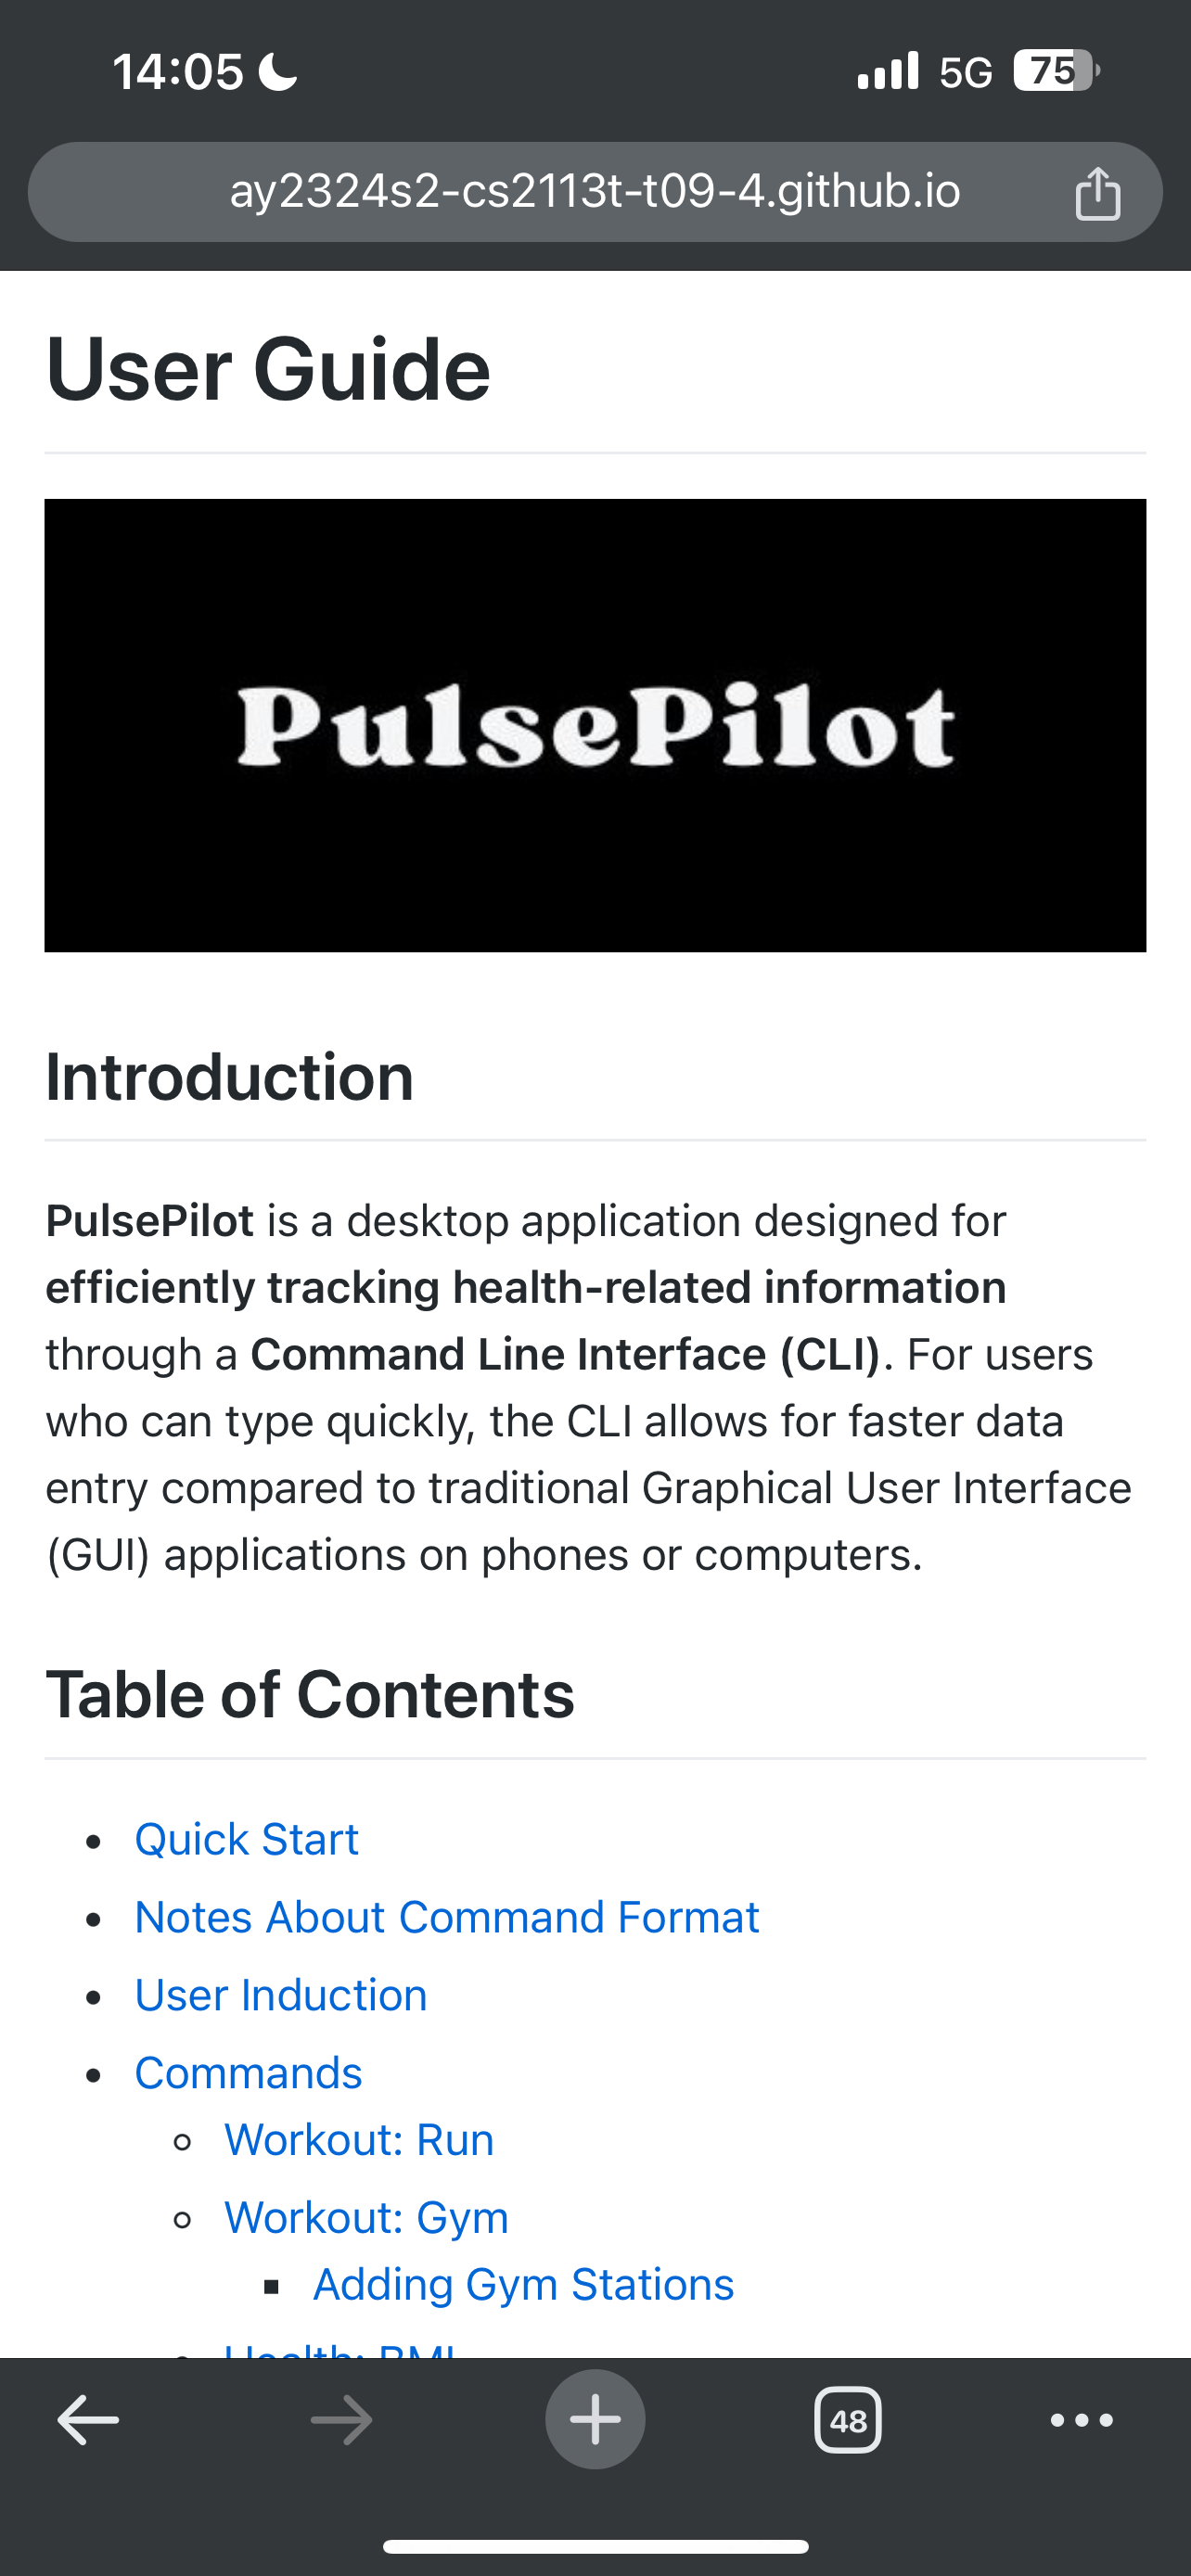 14:05
5G
75
ay2324s2-cs2113t-t09-4.github.io
User Guide
PulsePilot
Introduction
PulsePilot is a desktop application designed for
efficiently tracking health-related information
through a Command Line Interface (CLI). For users
who can type quickly, the CLI allows for faster data
entry compared to traditional Graphical User Interface
(GUI) applications on phones or computers.
Table of Contents
Quick Start
Notes About Command Format
User Induction
Commands
Workout: Run
Workout: Gym
Adding Gym Stations
Health: BMI
48